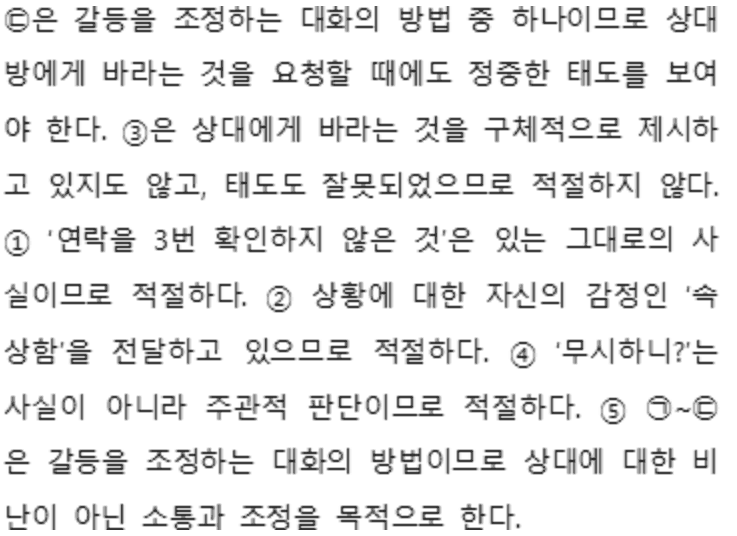 ㉢은 갈등을 조정하는 대화의 방법 중 하나이므로 상대
방에게 바라는 것을 요청할 때에도 정중한 태도를 보여
야 한다. ③은 상대에게 바라는 것을 구체적으로 제시하
고 있지도 않고, 태도도 잘못되었으므로 적절하지 않다.
① ‘연락을 3번 확인하지 않은 것’은 있는 그대로의 사
실이므로 적절하다. ② 상황에 대한 자신의 감정인 ‘속
상함’을 전달하고 있으므로 적절하다. ④ ‘무시하니?’는
사실이 아니라 주관적 판단이므로 적절하다. ⑤ ㉠~㉢
은 갈등을 조정하는 대화의 방법이므로 상대에 대한 비
난이 아닌 소통과 조정을 목적으로 한다.